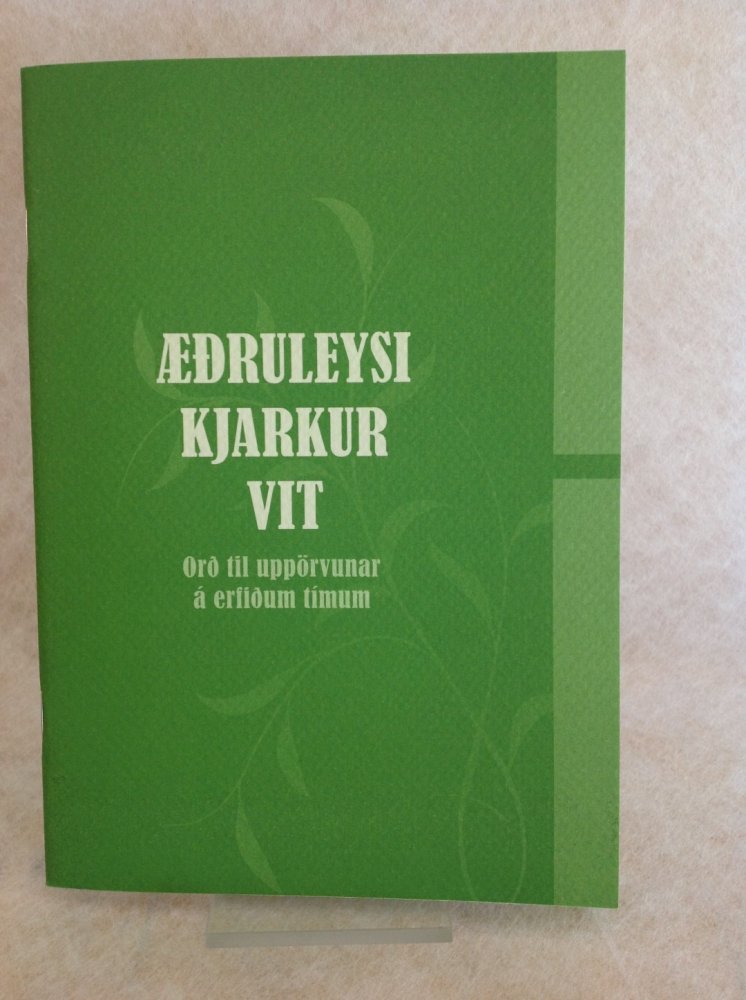 ÆÐRULEYSI
KJARKUR
VIT
Orð til uppörvunar
á erfiðum tímum